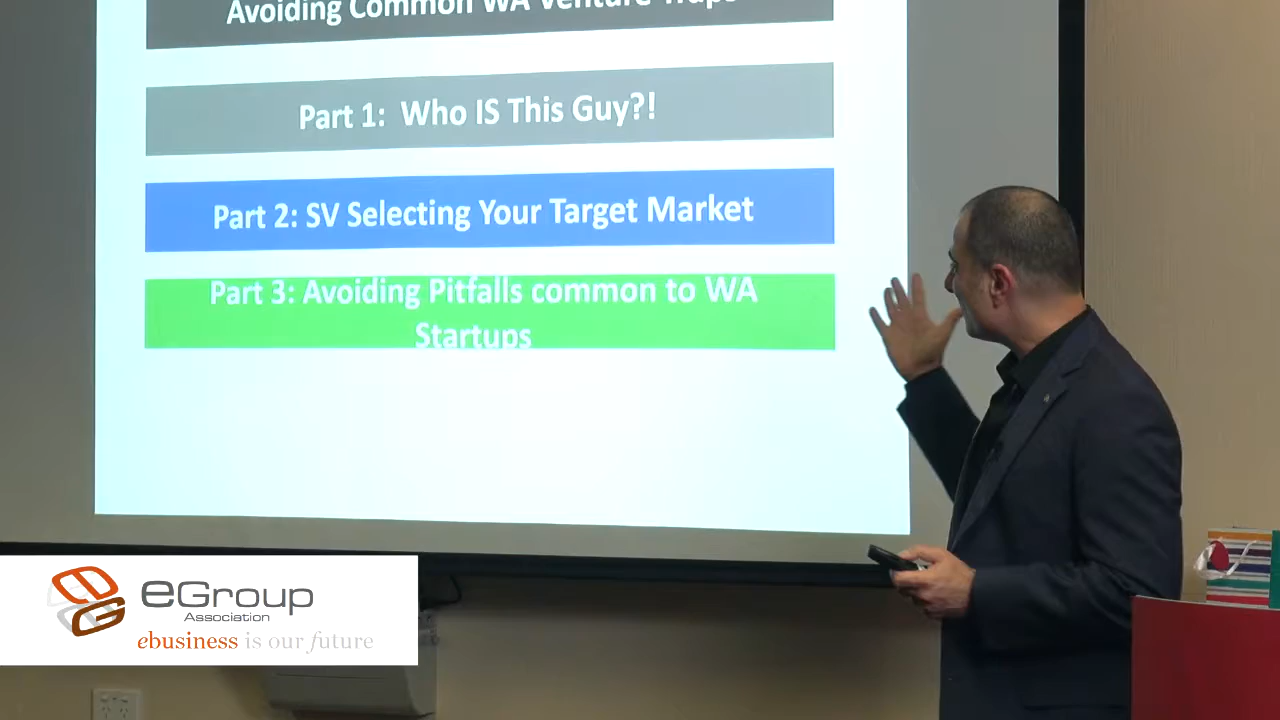 Avoiding Common WA Venture Traps
Part 1: Who IS This Guy?!
Part 2: SV Selecting Your Target Market
Part 3: Avoiding Pitfalls common to WA
Startups
eGroup
Association
ebusiness is our future